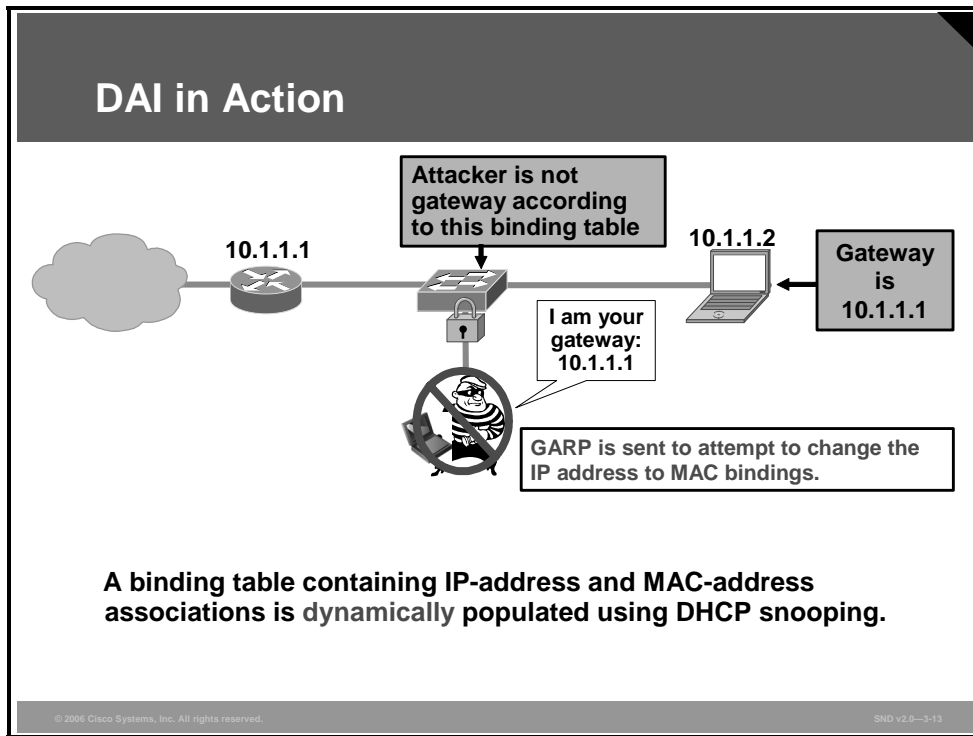 DAI in Action
Attacker is not
gateway according
to this binding table
10.1.1.1
10.1.1.2
Gateway
is
10.1.1.1
I am your
gateway:
10.1.1.1
GARP is sent to attempt to change the
IP address to MAC bindings.
A binding table containing IP-address and MAC-address
associations is dynamically populated using DHCP snooping.
© 2006 Cisco Systems, Inc. All rights reserved.
SND v2.0—3-13